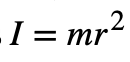 . I = mr²